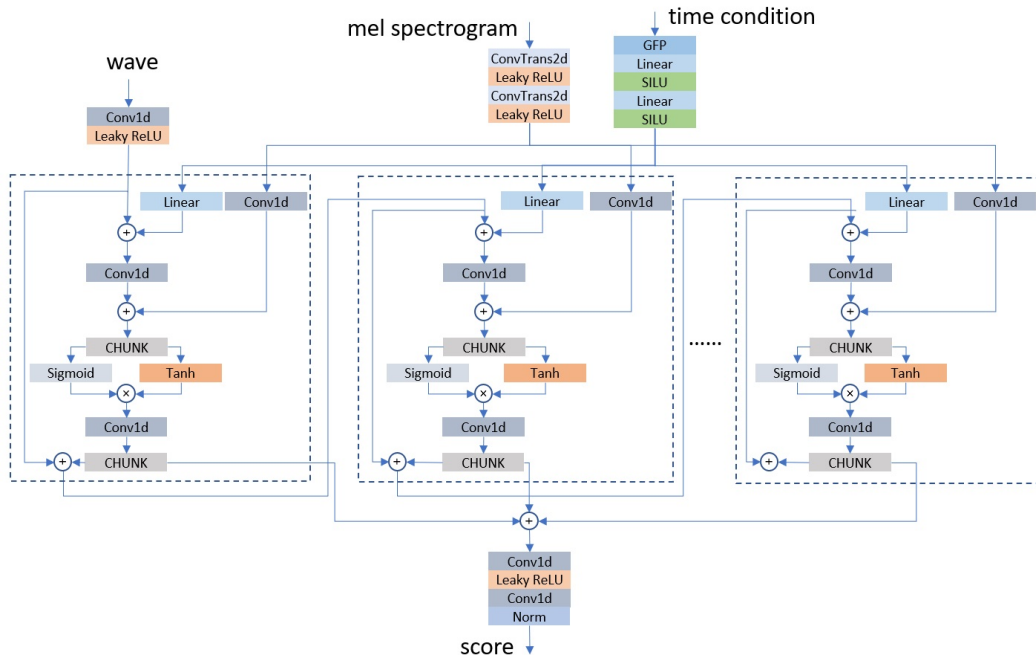 time condition
mel spectrogram
wave
GFP
Linear
SILU
Linear
SILU
ConvTrans2d
Leaky ReLU
ConvTrans2d
Leaky ReLU
Conv1d
Leaky ReLU
Linear
Conv1d
+
Conv1d
+
CHUNK
Sigmoid
Tanh
×
Conv1d
+
CHUNK
Linear
Conv1d
+
Conv1d
+
CHUNK
Sigmoid
Tanh
×
Conv1d
+
CHUNK
......
Linear
Conv1d
+
Conv1d
+
CHUNK
Sigmoid
Tanh
×
Conv1d
+
CHUNK
+
Conv1d
Leaky ReLU
Conv1d
Norm
score